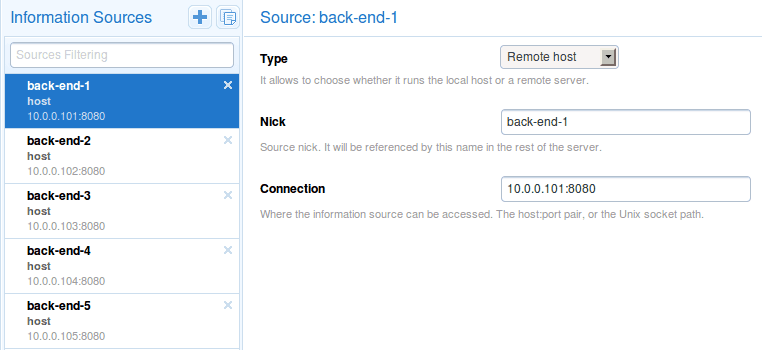 Information Sources
Sources Filtering
back-end-1
host
10.0.0.101:8080
back-end-2
host
10.0.0.102:8080
back-end-3
host
10.0.0.103:8080
back-end-4
host
10.0.0.104:8080
back-end-5
host
10.0.0.105:8080
Source: back-end-1
Type Remote host
It allows to choose whether it runs the local host or a remote server.
Nick back-end-1
Source nick. It will be referenced by this name in the rest of the server.
Connection 10.0.0.101:8080
Where the information source can be accessed. The host:port pair, or the Unix socket path.